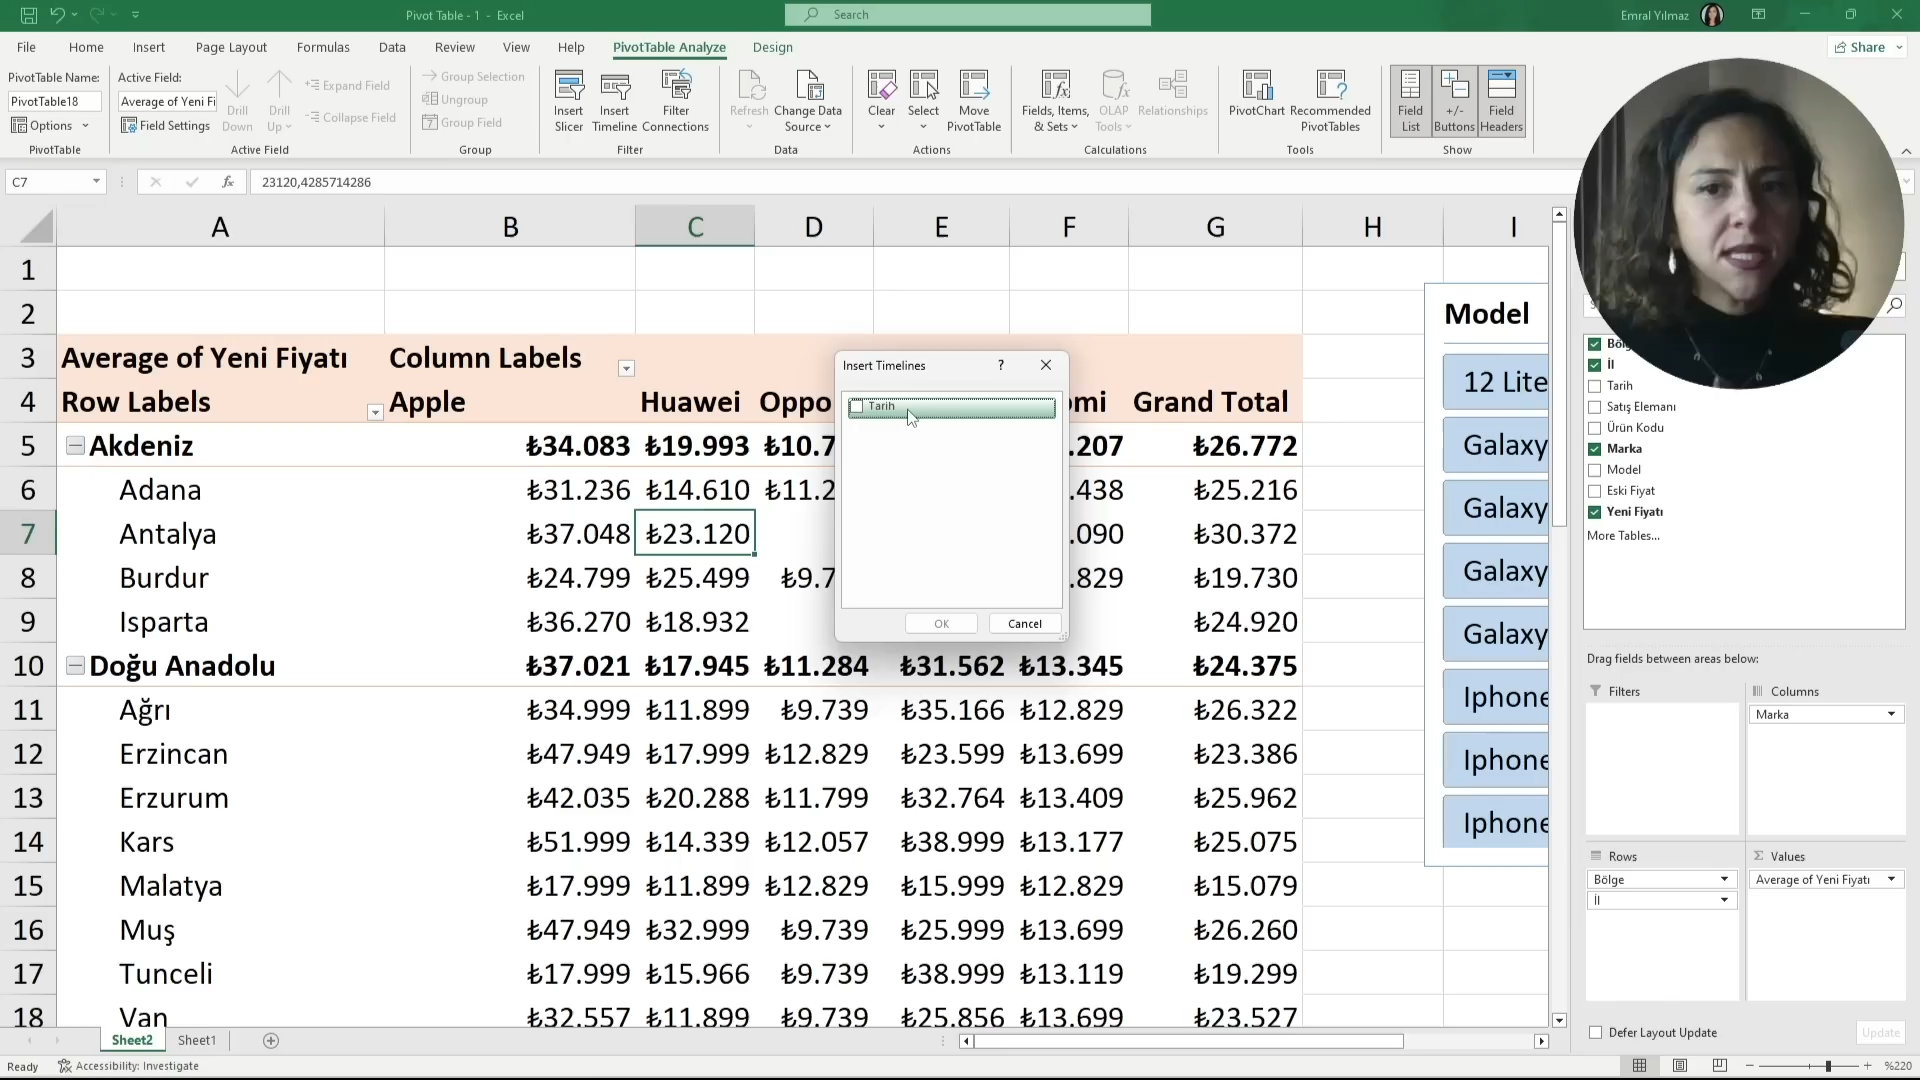 Pivot Table - 1 - Excel
Search
Emral Yılmaz
File Home Insert Page Layout Formulas Data Review View Help PivotTable Analyze Design
Share
PivotTable Name:
PivotTable18
Options
PivotTable
Active Field:
Average of Yeni Fi
Field Settings
Drill Down
Drill Up
Expand Field
Collapse Field
Active Field
Group Selection
Ungroup
Group Field
Group
Insert Slicer
Insert Timeline
Filter Connections
Filter
Refresh
Change Data Source
Data
Clear
Select
Move PivotTable
Actions
Fields, Items, & Sets
OLAP Tools
Relationships
Calculations
PivotChart
Recommended PivotTables
Tools
Field List
+/- Buttons
Field Headers
Show
C7
fx
23120,4285714286
A B C D E F G H I
1
2
3 Average of Yeni Fiyatı Column Labels
4 Row Labels Apple Huawei Oppo omi Grand Total
5 Akdeniz ₺34.083 ₺19.993 ₺10.7 .207 ₺26.772
6 Adana ₺31.236 ₺14.610 ₺11.2 .438 ₺25.216
7 Antalya ₺37.048 ₺23.120 .090 ₺30.372
8 Burdur ₺24.799 ₺25.499 ₺9.7 .829 ₺19.730
9 Isparta ₺36.270 ₺18.932 ₺24.920
10 Doğu Anadolu ₺37.021 ₺17.945 ₺11.284 ₺31.562 ₺13.345 ₺24.375
11 Ağrı ₺34.999 ₺11.899 ₺9.739 ₺35.166 ₺12.829 ₺26.322
12 Erzincan ₺47.949 ₺17.999 ₺12.829 ₺23.599 ₺13.699 ₺23.386
13 Erzurum ₺42.035 ₺20.288 ₺11.799 ₺32.764 ₺13.409 ₺25.962
14 Kars ₺51.999 ₺14.339 ₺12.057 ₺38.999 ₺13.177 ₺25.075
15 Malatya ₺17.999 ₺11.899 ₺12.829 ₺15.999 ₺12.829 ₺15.079
16 Muş ₺47.949 ₺32.999 ₺9.739 ₺25.999 ₺13.699 ₺26.260
17 Tunceli ₺17.999 ₺15.966 ₺9.739 ₺38.999 ₺13.119 ₺19.299
18 Van ₺32.557 ₺11.899 ₺9.739 ₺25.856 ₺13.699 ₺23.527
Insert Timelines ?
Tarih
OK Cancel
Model
12 Lite
Galaxy
Galaxy
Galaxy
Galaxy
Iphone
Iphone
Iphone
İl
Tarih
Satış Elemanı
Ürün Kodu
Marka
Model
Eski Fiyat
Yeni Fiyatı
More Tables...
Drag fields between areas below:
Filters
Columns
Marka
Rows
Bölge
İl
Σ Values
Average of Yeni Fiyatı
Defer Layout Update
Update
Sheet2 Sheet1
Ready
Accessibility: Investigate
%220